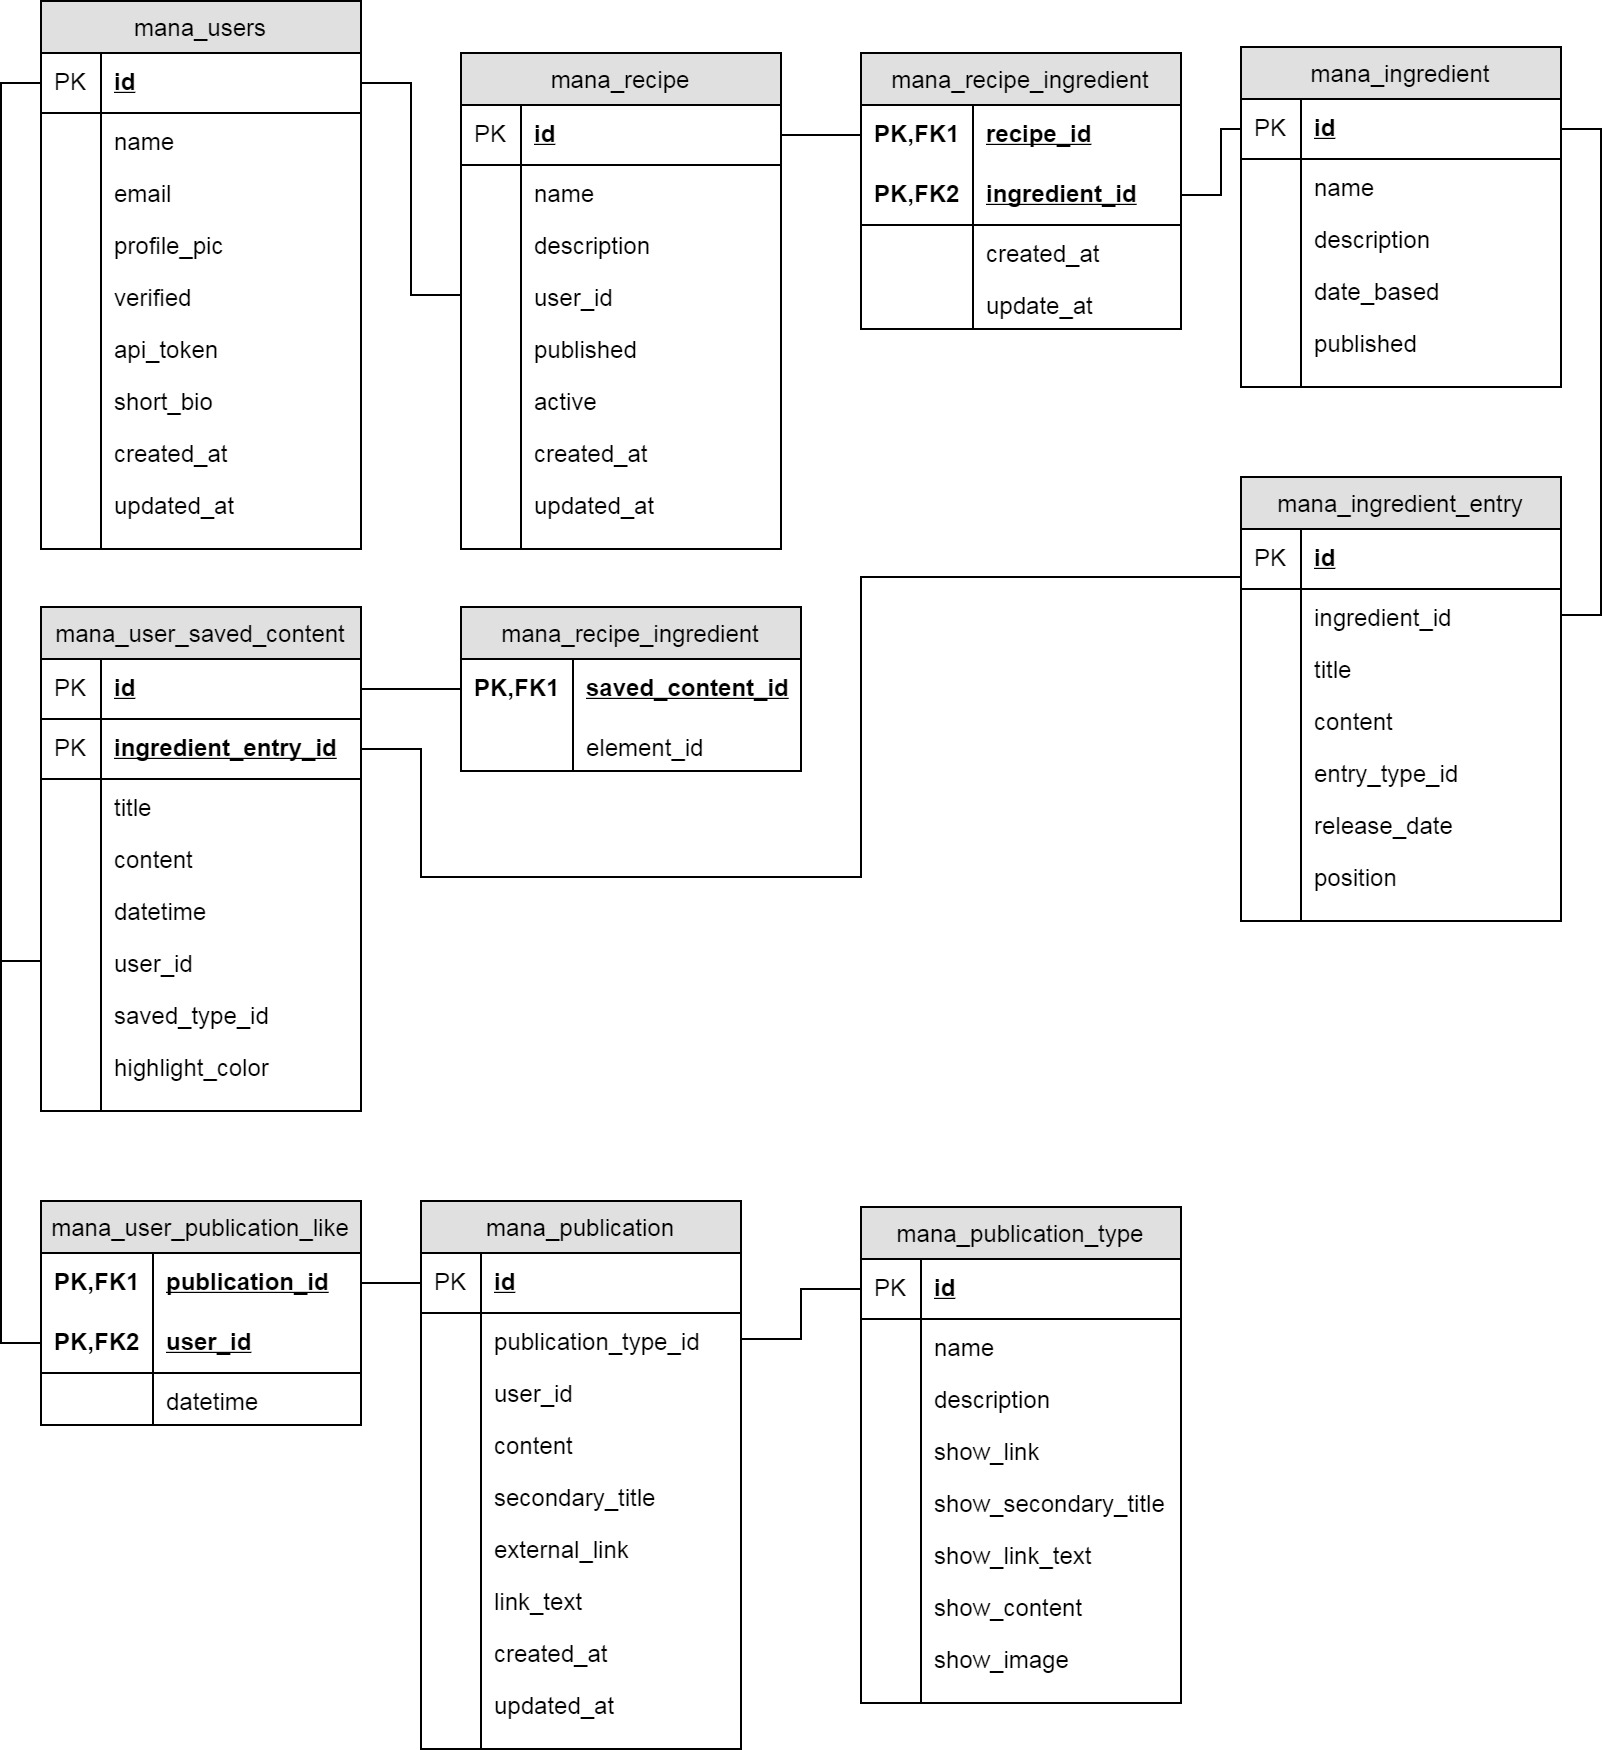 mana_users
PK id
name
email
profile_pic
verified
api_token
short_bio
created_at
updated_at
mana_recipe
PK id
name
description
user_id
published
active
created_at
updated_at
mana_recipe_ingredient
PK,FK1 recipe_id
PK,FK2 ingredient_id
created_at
update_at
mana_ingredient
PK id
name
description
date_based
published
mana_user_saved_content
PK id
PK ingredient_entry_id
title
content
datetime
user_id
saved_type_id
highlight_color
mana_recipe_ingredient
PK,FK1 saved_content_id
element_id
mana_ingredient_entry
PK id
ingredient_id
title
content
entry_type_id
release_date
position
mana_user_publication_like
PK,FK1 publication_id
PK,FK2 user_id
datetime
mana_publication
PK id
publication_type_id
user_id
content
secondary_title
external_link
link_text
created_at
updated_at
mana_publication_type
PK id
name
description
show_link
show_secondary_title
show_link_text
show_content
show_image